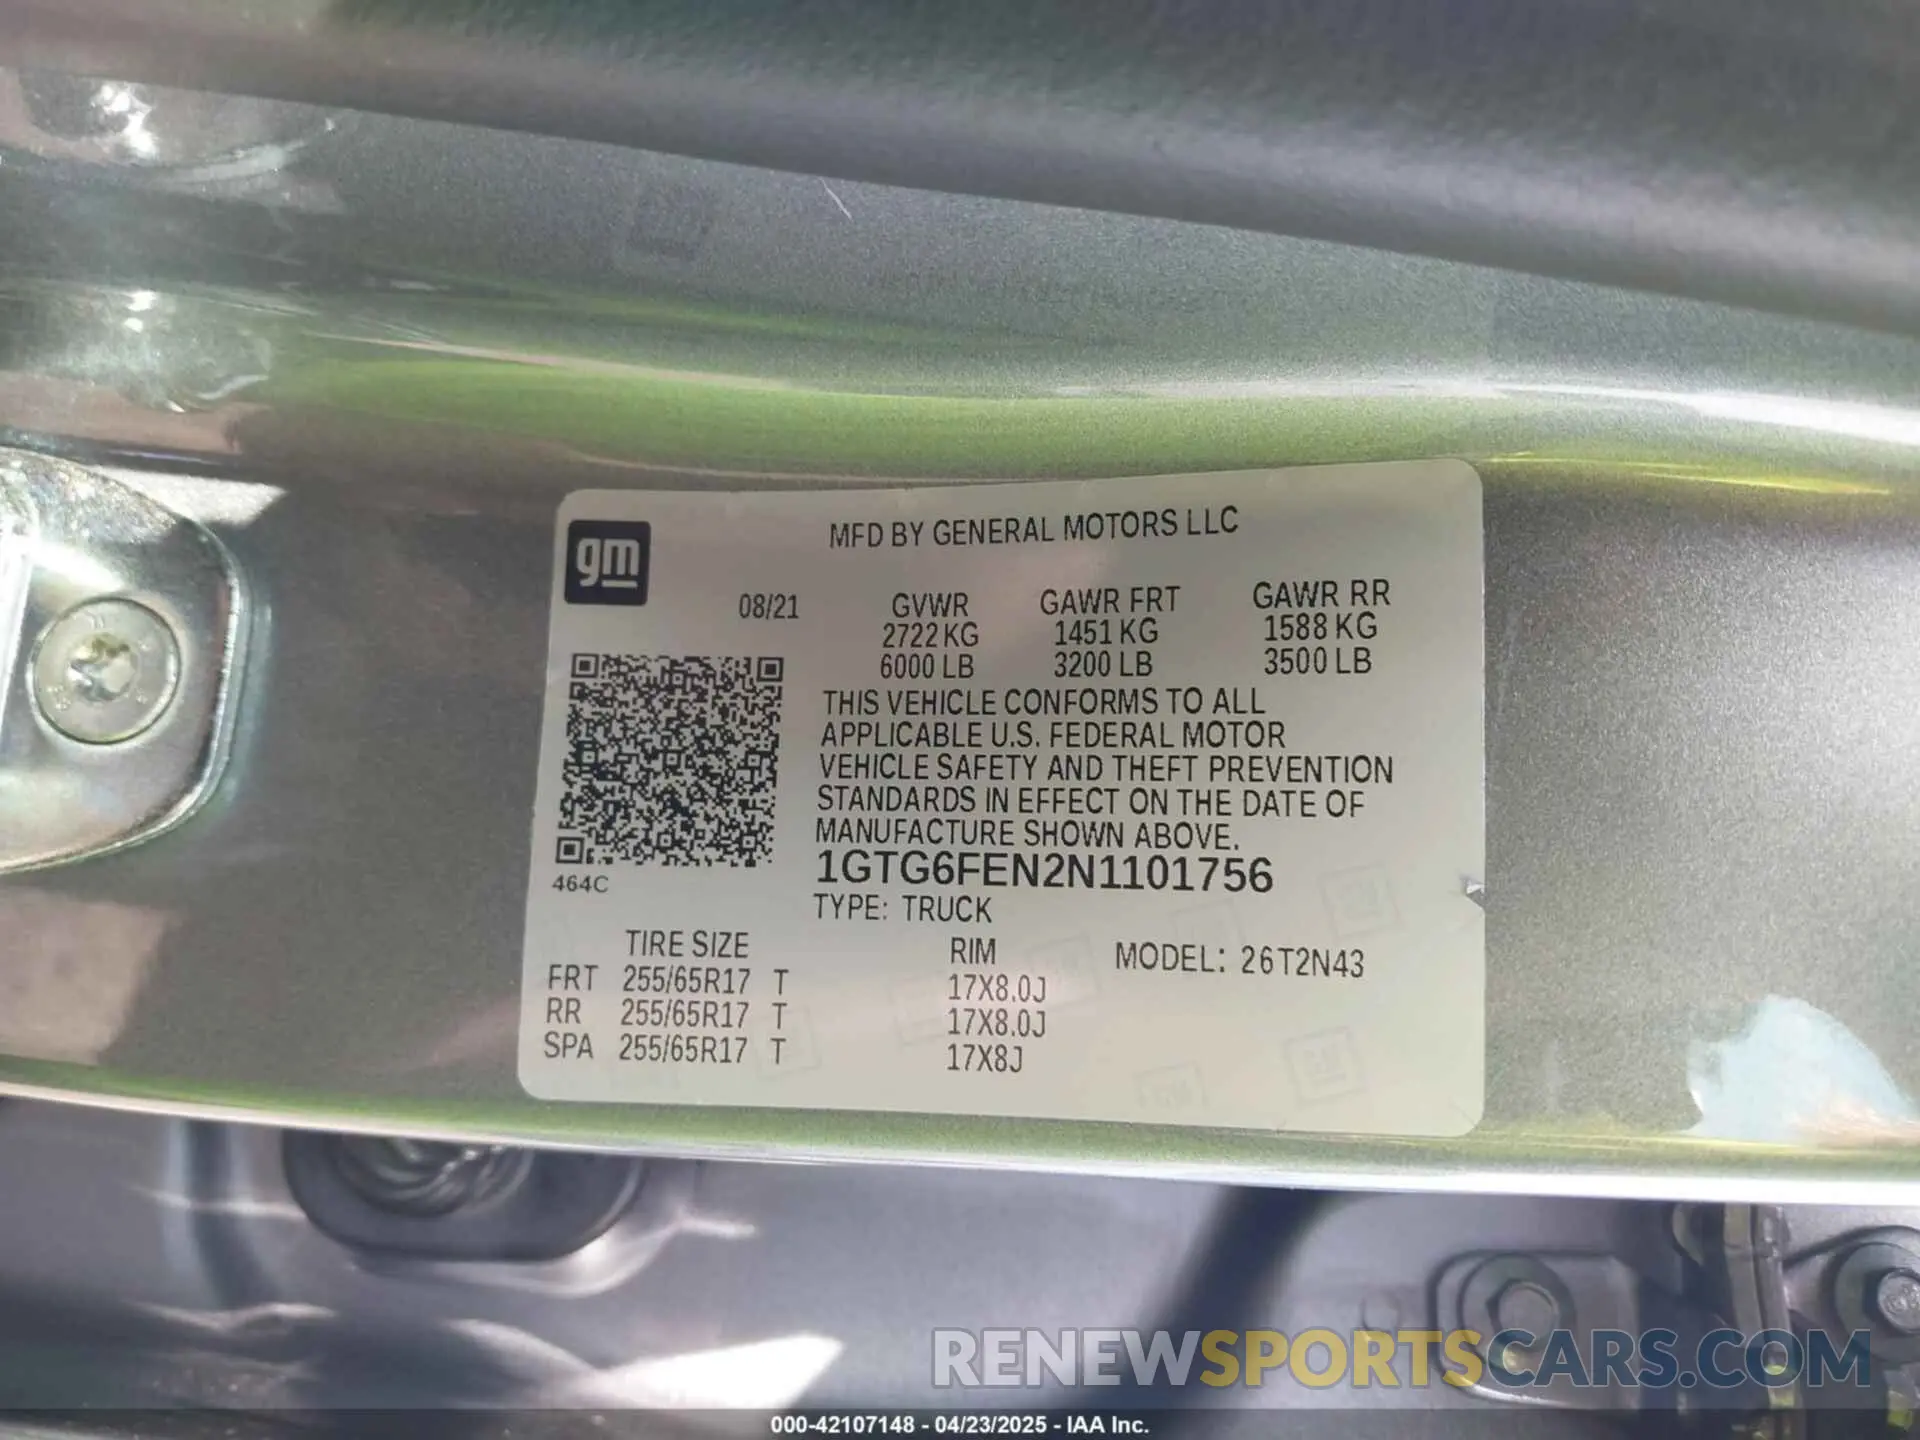 gm
MFD BY GENERAL MOTORS LLC
08/21 GVWR GAWR FRT GAWR RR
2722 KG 1451 KG 1588 KG
6000 LB 3200 LB 3500 LB
THIS VEHICLE CONFORMS TO ALL
APPLICABLE U.S. FEDERAL MOTOR
VEHICLE SAFETY AND THEFT PREVENTION
STANDARDS IN EFFECT ON THE DATE OF
MANUFACTURE SHOWN ABOVE.
464C
1GTG6FEN2N1101756
TYPE: TRUCK
TIRE SIZE RIM MODEL: 26T2N43
FRT 255/65R17 T 17X8.0J
RR 255/65R17 T 17X8.0J
SPA 255/65R17 T 17X8J
RENEWSPORTSCARS.COM
000-42107148 - 04/23/2025 - IAA Inc.